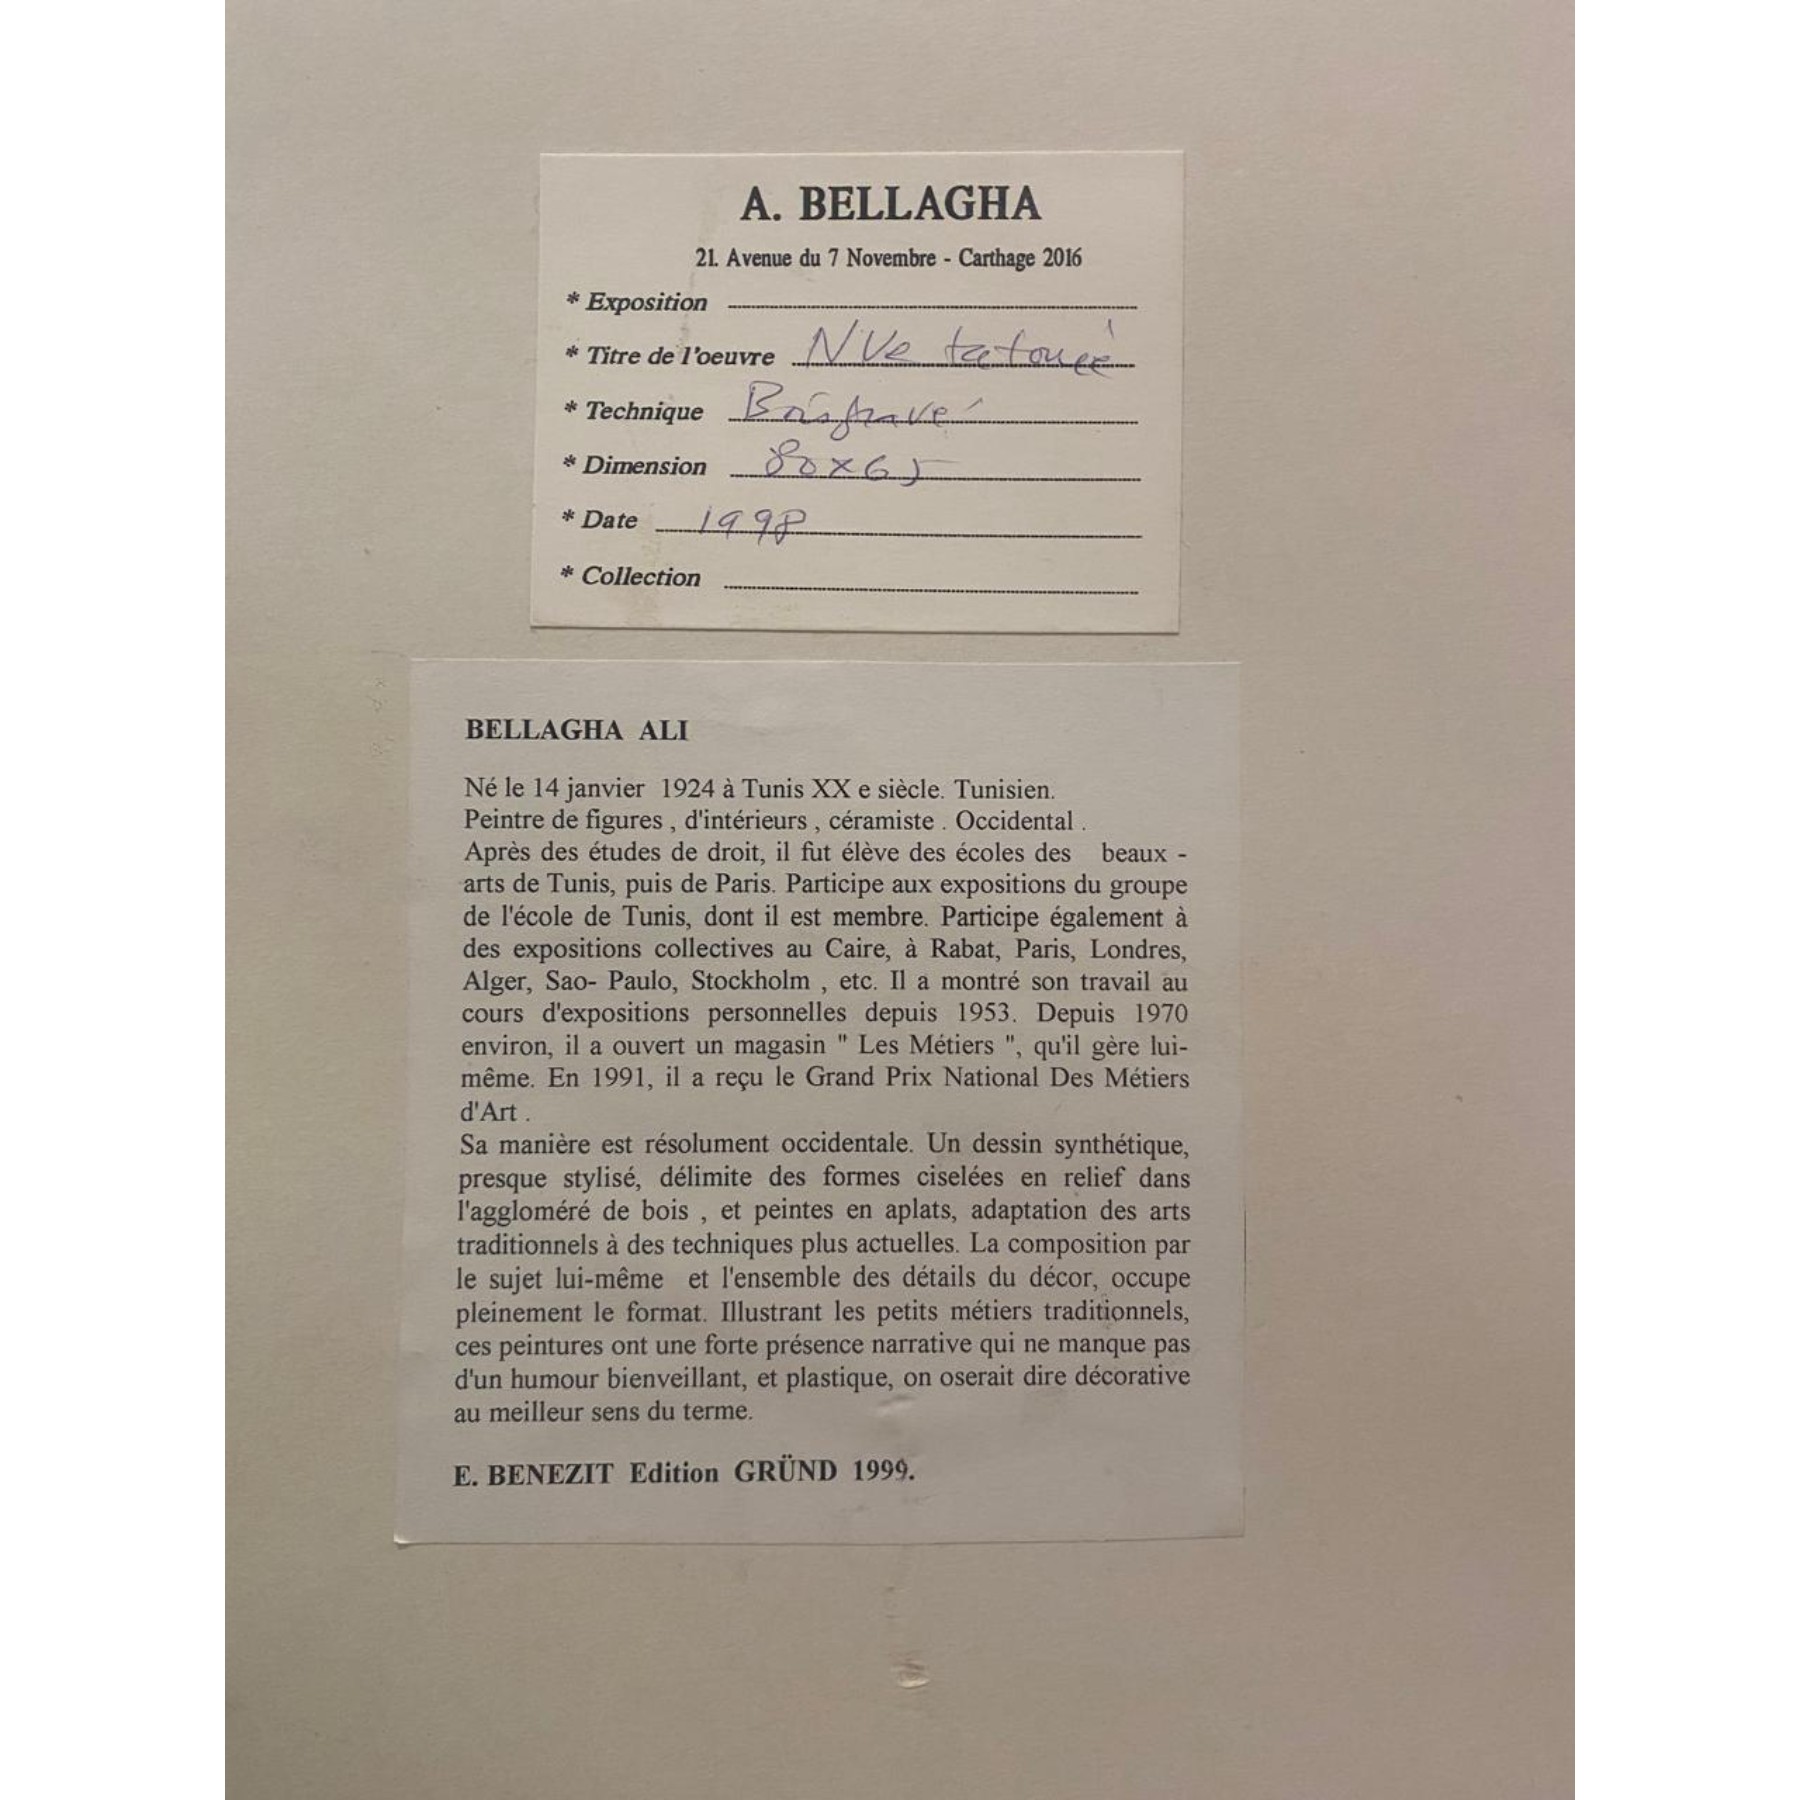 A. BELLAGHA
21. Avenue du 7 Novembre - Carthage 2016
* Exposition
* Titre de l'oeuvre NVe tatouée
* Technique Bois gravé
* Dimension 80x65
* Date 1998
* Collection
BELLAGHA ALI
Né le 14 janvier 1924 à Tunis XX e siècle. Tunisien.
Peintre de figures , d'intérieurs , céramiste . Occidental .
Après des études de droit, il fut élève des écoles des beaux -
arts de Tunis, puis de Paris. Participe aux expositions du groupe
de l'école de Tunis, dont il est membre. Participe également à
des expositions collectives au Caire, à Rabat, Paris, Londres,
Alger, Sao- Paulo, Stockholm , etc. Il a montré son travail au
cours d'expositions personnelles depuis 1953. Depuis 1970
environ, il a ouvert un magasin " Les Métiers ", qu'il gère lui-
même. En 1991, il a reçu le Grand Prix National Des Métiers
d'Art .
Sa manière est résolument occidentale. Un dessin synthétique,
presque stylisé, délimite des formes ciselées en relief dans
l'aggloméré de bois , et peintes en aplats, adaptation des arts
traditionnels à des techniques plus actuelles. La composition par
le sujet lui-même et l'ensemble des détails du décor, occupe
pleinement le format. Illustrant les petits métiers traditionnels,
ces peintures ont une forte présence narrative qui ne manque pas
d'un humour bienveillant, et plastique, on oserait dire décorative
au meilleur sens du terme.
E. BENEZIT Edition GRÜND 1999.